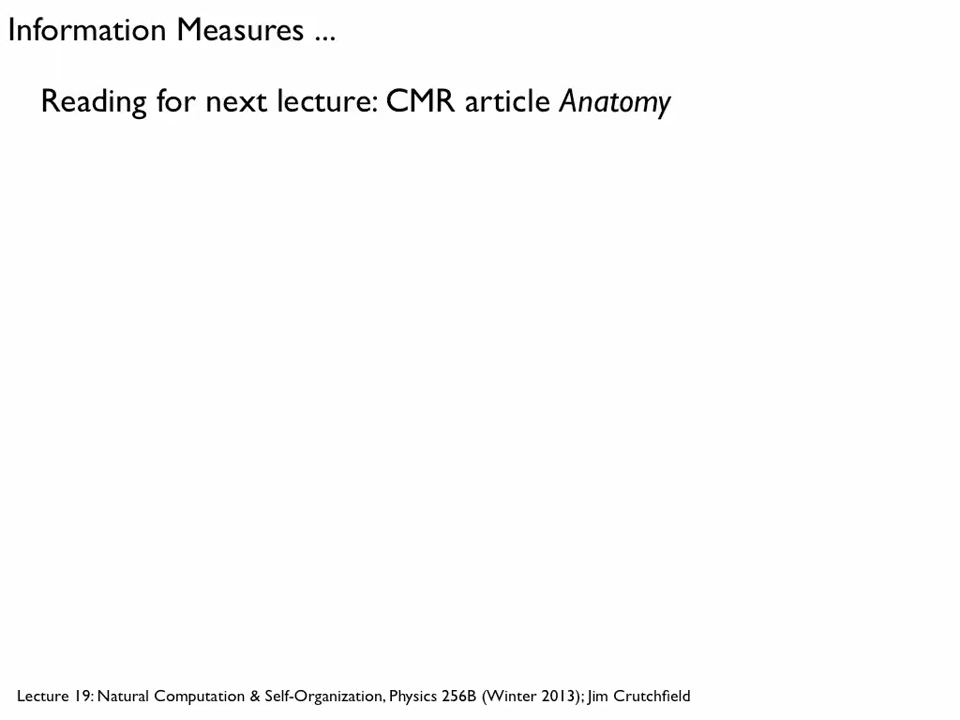 Information Measures ...
Reading for next lecture: CMR article Anatomy
Lecture 19: Natural Computation & Self-Organization, Physics 256B (Winter 2013); Jim Crutchfield